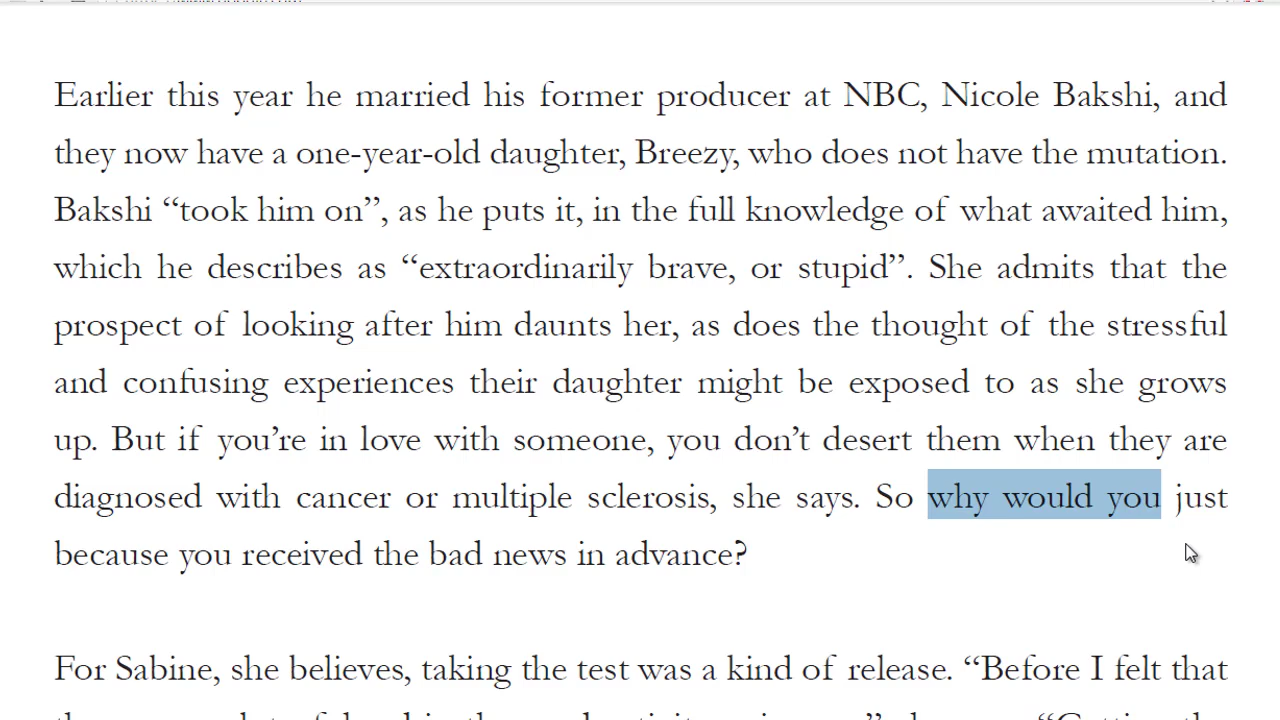 Earlier this year he married his former producer at NBC, Nicole Bakshi, and
they now have a one-year-old daughter, Breezy, who does not have the mutation.
Bakshi “took him on”, as he puts it, in the full knowledge of what awaited him,
which he describes as “extraordinarily brave, or stupid”. She admits that the
prospect of looking after him daunts her, as does the thought of the stressful
and confusing experiences their daughter might be exposed to as she grows
up. But if you’re in love with someone, you don’t desert them when they are
diagnosed with cancer or multiple sclerosis, she says. So why would you just
because you received the bad news in advance?
For Sabine, she believes, taking the test was a kind of release. “Before I felt that